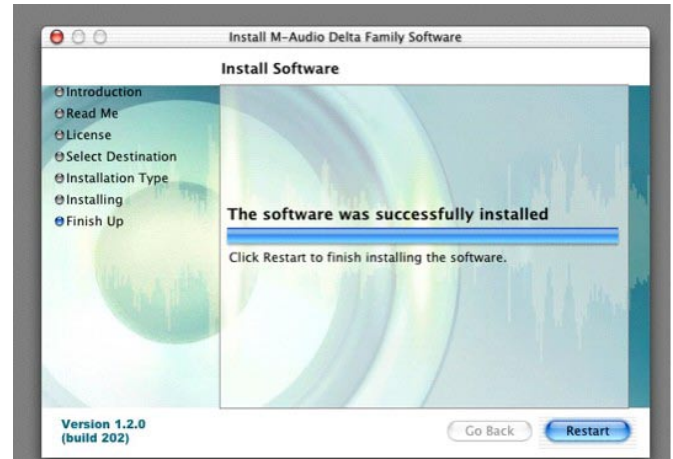 Install M-Audio Delta Family Software
Install Software
Introduction
Read Me
License
Select Destination
Installation Type
Installing
Finish Up
The software was successfully installed
Click Restart to finish installing the software.
Version 1.2.0
(build 202)
Go Back
Restart